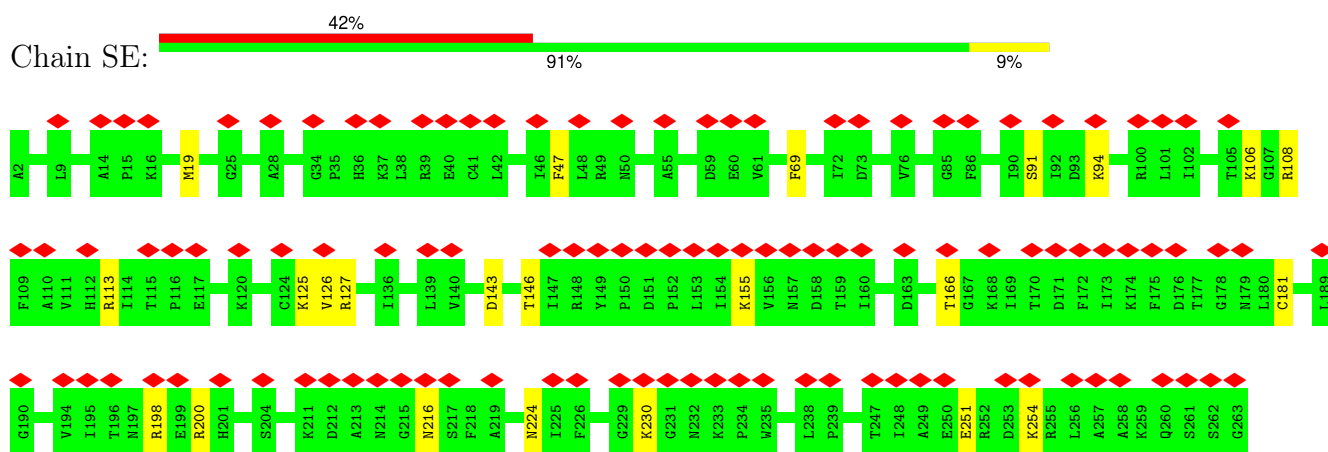 42%
Chain SE:
91% 9%
A2 L9 A14 P15 K16 M19 G25 A28 G34 P35 H36 K37 L38 R39 E40 C41 L42 I46 F47 L48 R49 N50 A55 D59 E60 V61 F69 I72 D73 V76 G85 F86 I90 S91 I92 D93 K94 R100 L101 I102 T105 K106 G107 R108
F109 A110 V111 H112 R113 I114 T115 P116 E117 K120 C124 K125 V126 R127 I136 L139 V140 D143 T146 I147 R148 Y149 P150 D151 P152 L153 I154 K155 V156 N157 D158 T159 I160 D163 T166 G167 K168 I169 T170 D171 F172 I173 K174 F175 D176 T177 G178 N179 L180 C181 L189
G190 V194 I195 T196 N197 R198 E199 R200 H201 S204 K211 D212 A213 N214 G215 N216 S217 F218 A219 N224 I225 F226 G229 K230 G231 N232 K233 P234 W235 L238 P239 T247 I248 A249 E250 E251 R252 D253 K254 R255 L256 A257 A258 K259 Q260 S261 S262 G263